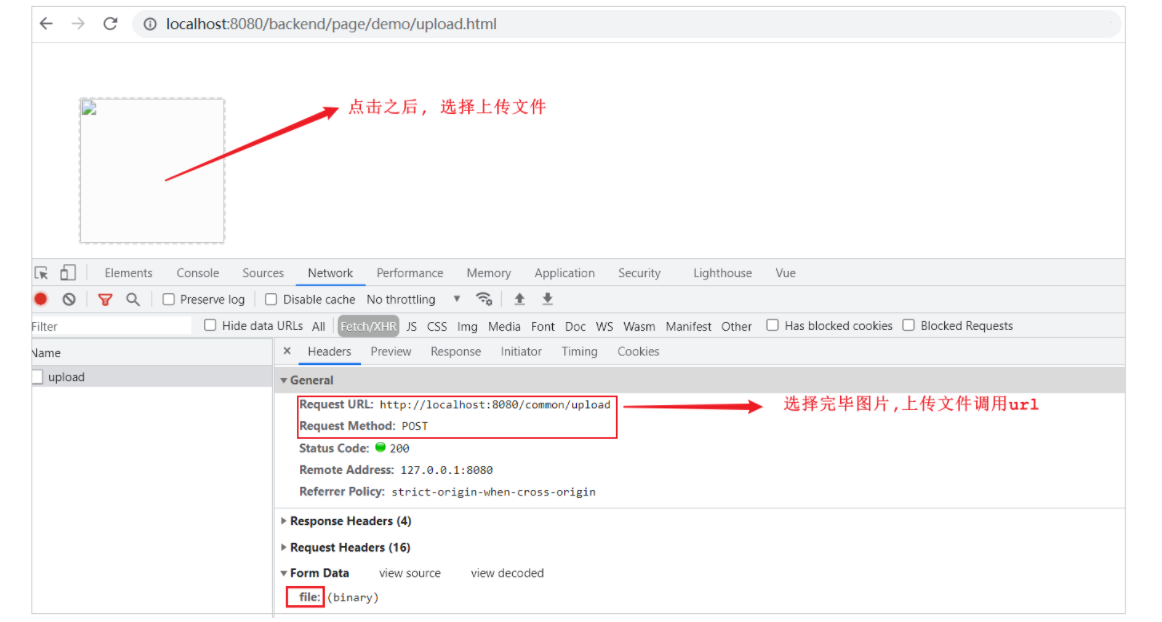 localhost:8080/backend/page/demo/upload.html
点击之后, 选择上传文件
Elements Console Sources Network Performance Memory Application Security Lighthouse Vue
Preserve log Disable cache No throttling
Filter Hide data URLs All Fetch/XHR JS CSS Img Media Font Doc WS Wasm Manifest Other Has blocked cookies Blocked Requests
Name × Headers Preview Response Initiator Timing Cookies
upload
General
Request URL: http://localhost:8080/common/upload
选择完毕图片,上传文件调用url
Request Method: POST
Status Code: 200
Remote Address: 127.0.0.1:8080
Referrer Policy: strict-origin-when-cross-origin
Response Headers (4)
Request Headers (16)
Form Data view source view decoded
file: (binary)